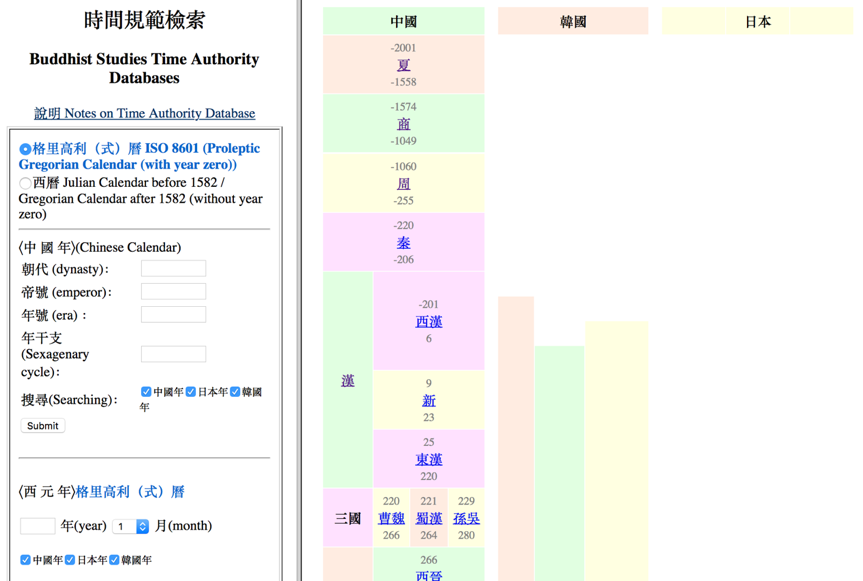 時間規範檢索
Buddhist Studies Time Authority
Databases
說明 Notes on Time Authority Database
格里高利（式）曆 ISO 8601 (Proleptic
Gregorian Calendar (with year zero))
西曆 Julian Calendar before 1582 /
Gregorian Calendar after 1582 (without year
zero)
〈中 國 年〉(Chinese Calendar)
朝代 (dynasty)：
帝號 (emperor)：
年號 (era)：
年干支
(Sexagenary
cycle)：
搜尋(Searching)：
中國年 日本年 韓國
年
Submit
〈西 元 年〉格里高利（式）曆
年(year) 1 月(month)
中國年 日本年 韓國年
中國 韓國 日本
-2001
夏
-1558
-1574
商
-1049
-1060
周
-255
-220
秦
-206
漢
-201
西漢
6
9
新
23
25
東漢
220
三國
220 221 229
曹魏 蜀漢 孫吳
266 264 280
266
西晉